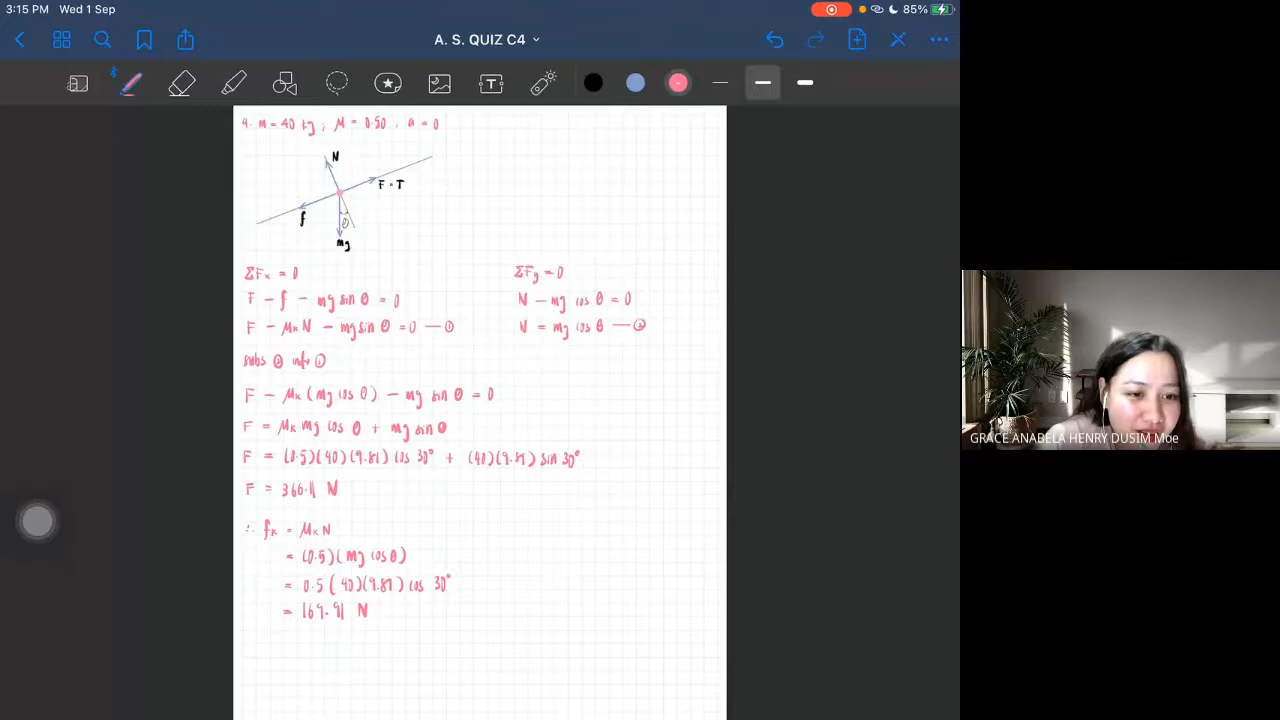 3:15 PM Wed 1 Sep
85%
A. S. QUIZ C4
T
4. m = 40 kg , μ = 0.50 , a = 0
N
F = T
f
θ
mg
ΣFx = 0
F − f − mg sin θ = 0
F − μk N − mg sin θ = 0 — ①
ΣFy = 0
N − mg cos θ = 0
N = mg cos θ — ②
subs ② into ①
F − μk (mg cos θ) − mg sin θ = 0
F = μk mg cos θ + mg sin θ
F = (0.5)(40)(9.81) cos 30° + (40)(9.81) sin 30°
F = 366.1 N
∴ fk = μk N
= (0.5)(mg cos θ)
= 0.5 (40)(9.81) cos 30°
= 169.91 N
GRACE ANABELA HENRY DUSIM Moe